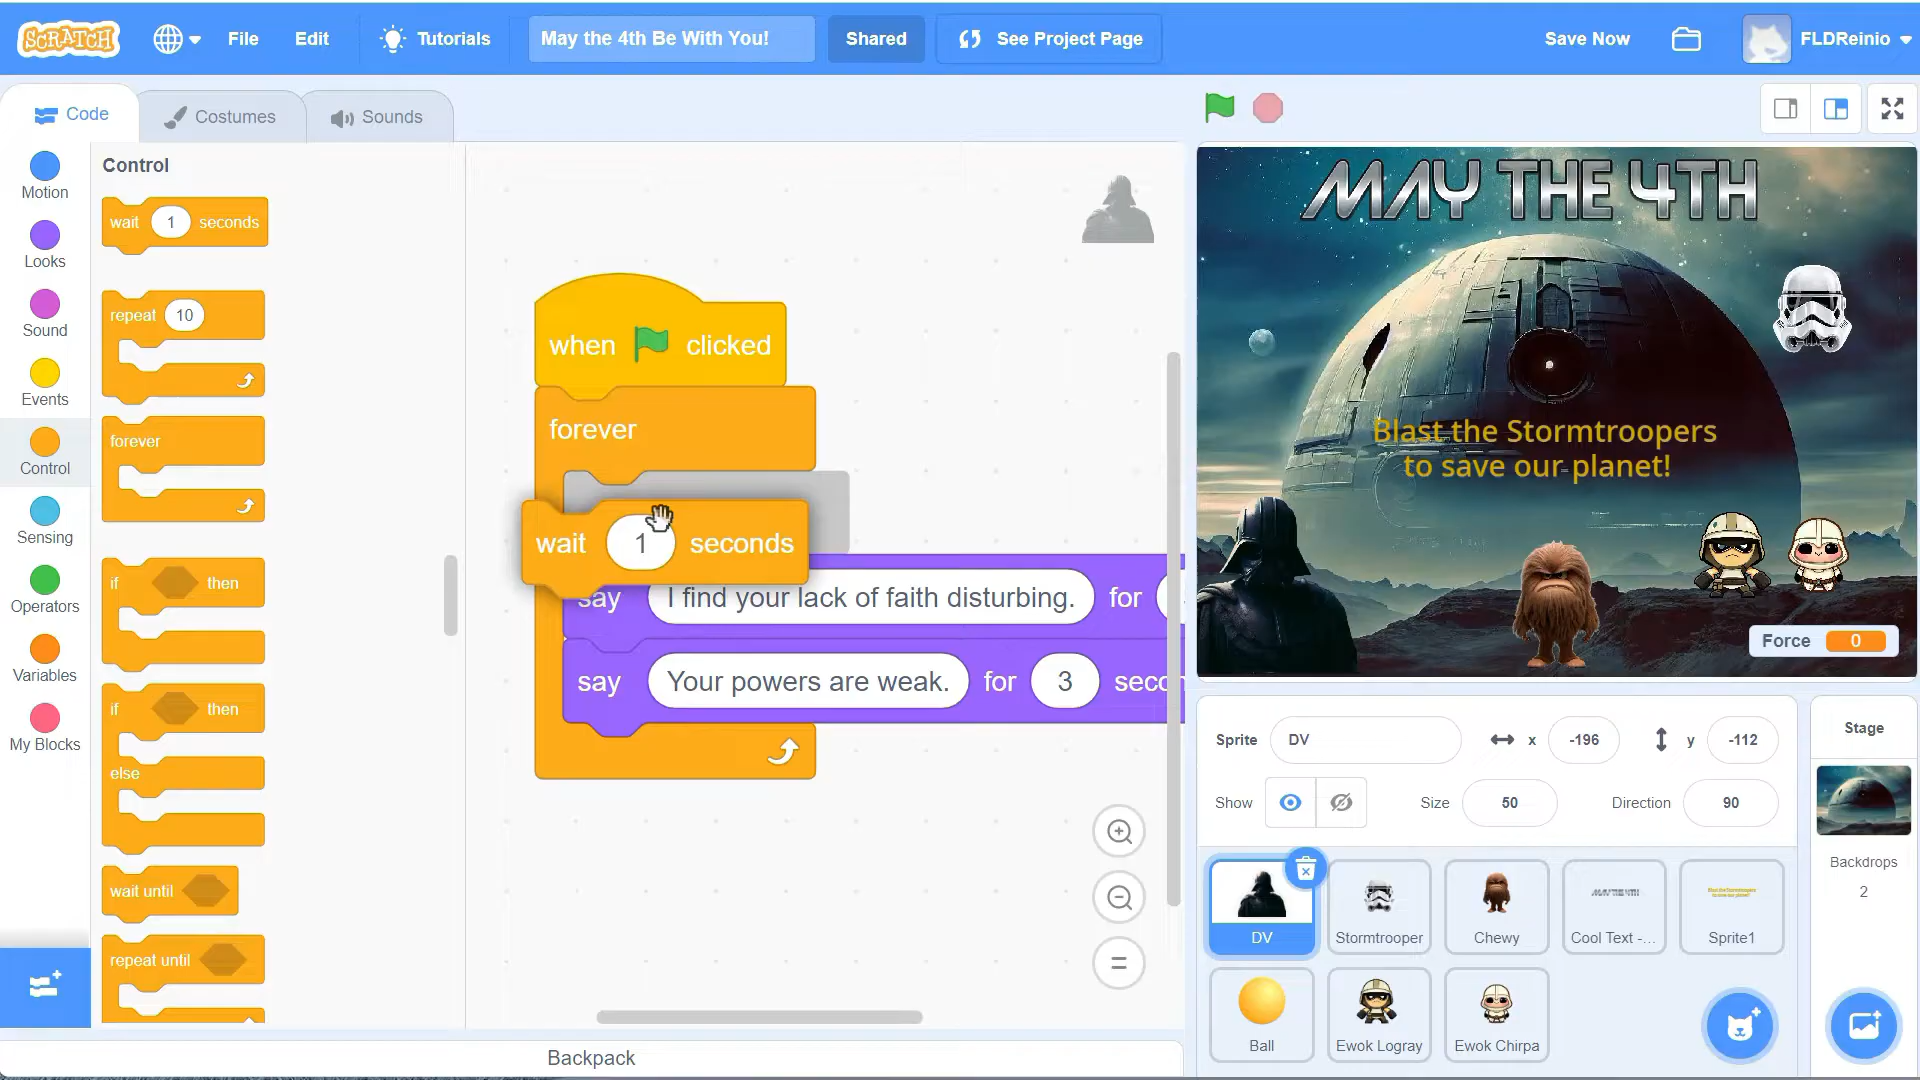 SCRATCH
File
Edit
Tutorials
May the 4th Be With You!
Shared
See Project Page
Save Now
FLDReinio
Code
Costumes
Sounds
Motion
Looks
Sound
Events
Control
Sensing
Operators
Variables
My Blocks
Control
wait 1 seconds
repeat 10
forever
if then
if then
else
wait until
repeat until
when clicked
forever
wait 1 seconds
say I find your lack of faith disturbing. for
say Your powers are weak. for 3 seco
MAY THE 4TH
Blast the Stormtroopers
to save our planet!
Force 0
Sprite DV x -196 y -112
Show Size 50 Direction 90
DV
Stormtrooper
Chewy
Cool Text -...
Sprite1
Ball
Ewok Logray
Ewok Chirpa
Stage
Backdrops
2
Backpack